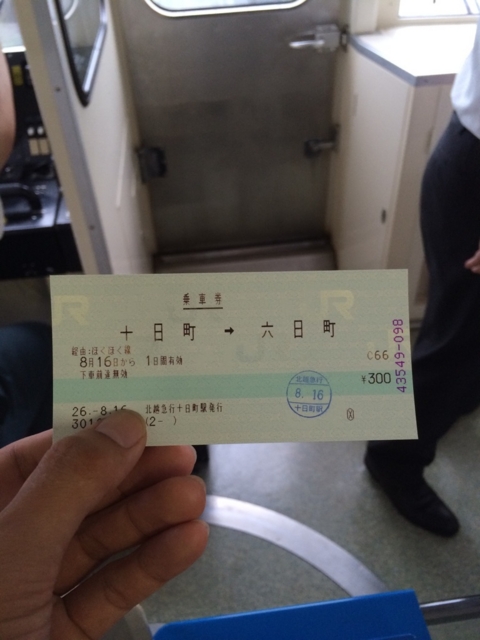 乗車券
十日町 → 六日町
経由:ほくほく線
8月16日から 1日間有効
下車前途無効
C66
¥300
26.-8.16 北越急行十日町駅発行
301
(2- )
北越急行
8.-16
十日町駅
43549-098